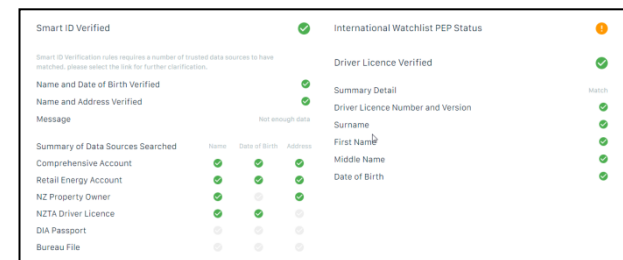 Smart ID Verified
Smart ID Verification rules requires a number of trusted data sources to have
matched. please select the link for further clarification.
Name and Date of Birth Verified
Name and Address Verified
Message Not enough data
Summary of Data Sources Searched Name Date of Birth Address
Comprehensive Account
Retail Energy Account
NZ Property Owner
NZTA Driver Licence
DIA Passport
Bureau File
International Watchlist PEP Status
Driver Licence Verified
Summary Detail Match
Driver Licence Number and Version
Surname
First Name
Middle Name
Date of Birth